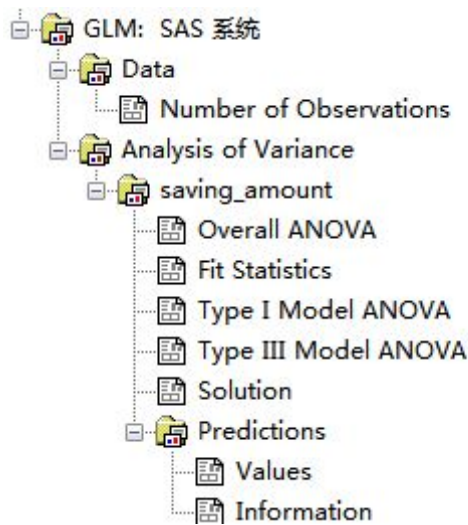 GLM: SAS 系统
Data
Number of Observations
Analysis of Variance
saving_amount
Overall ANOVA
Fit Statistics
Type I Model ANOVA
Type III Model ANOVA
Solution
Predictions
Values
Information